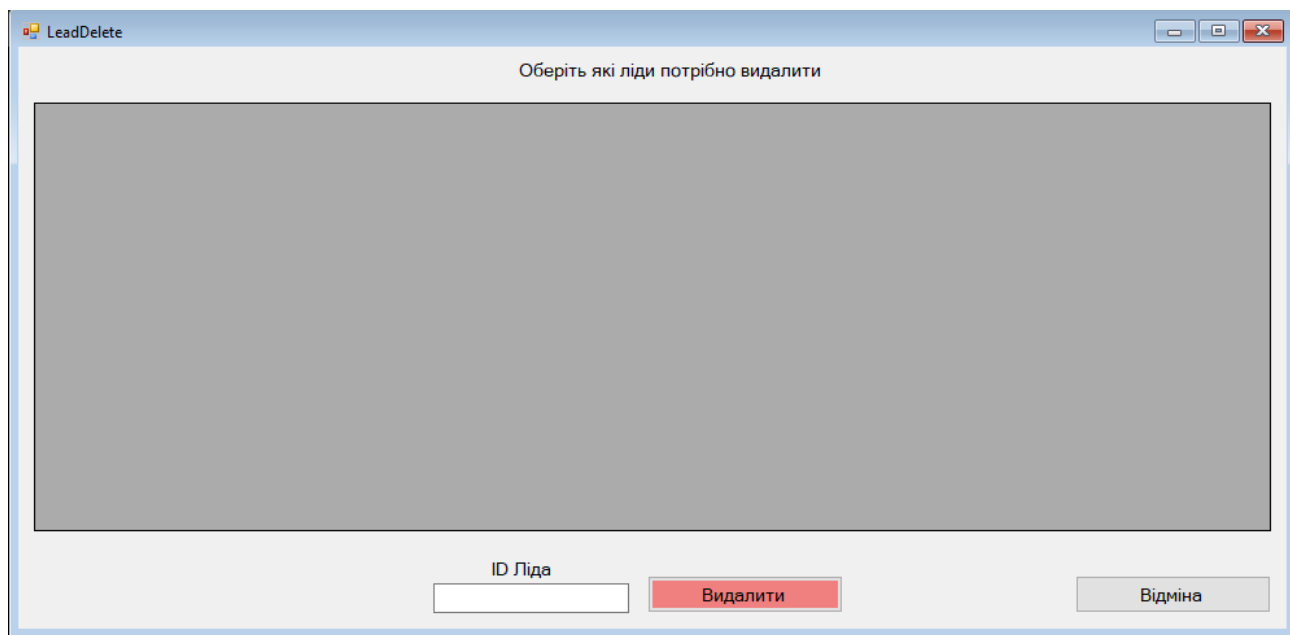 LeadDelete
Оберіть які ліди потрібно видалити
ID Ліда
Видалити
Відміна